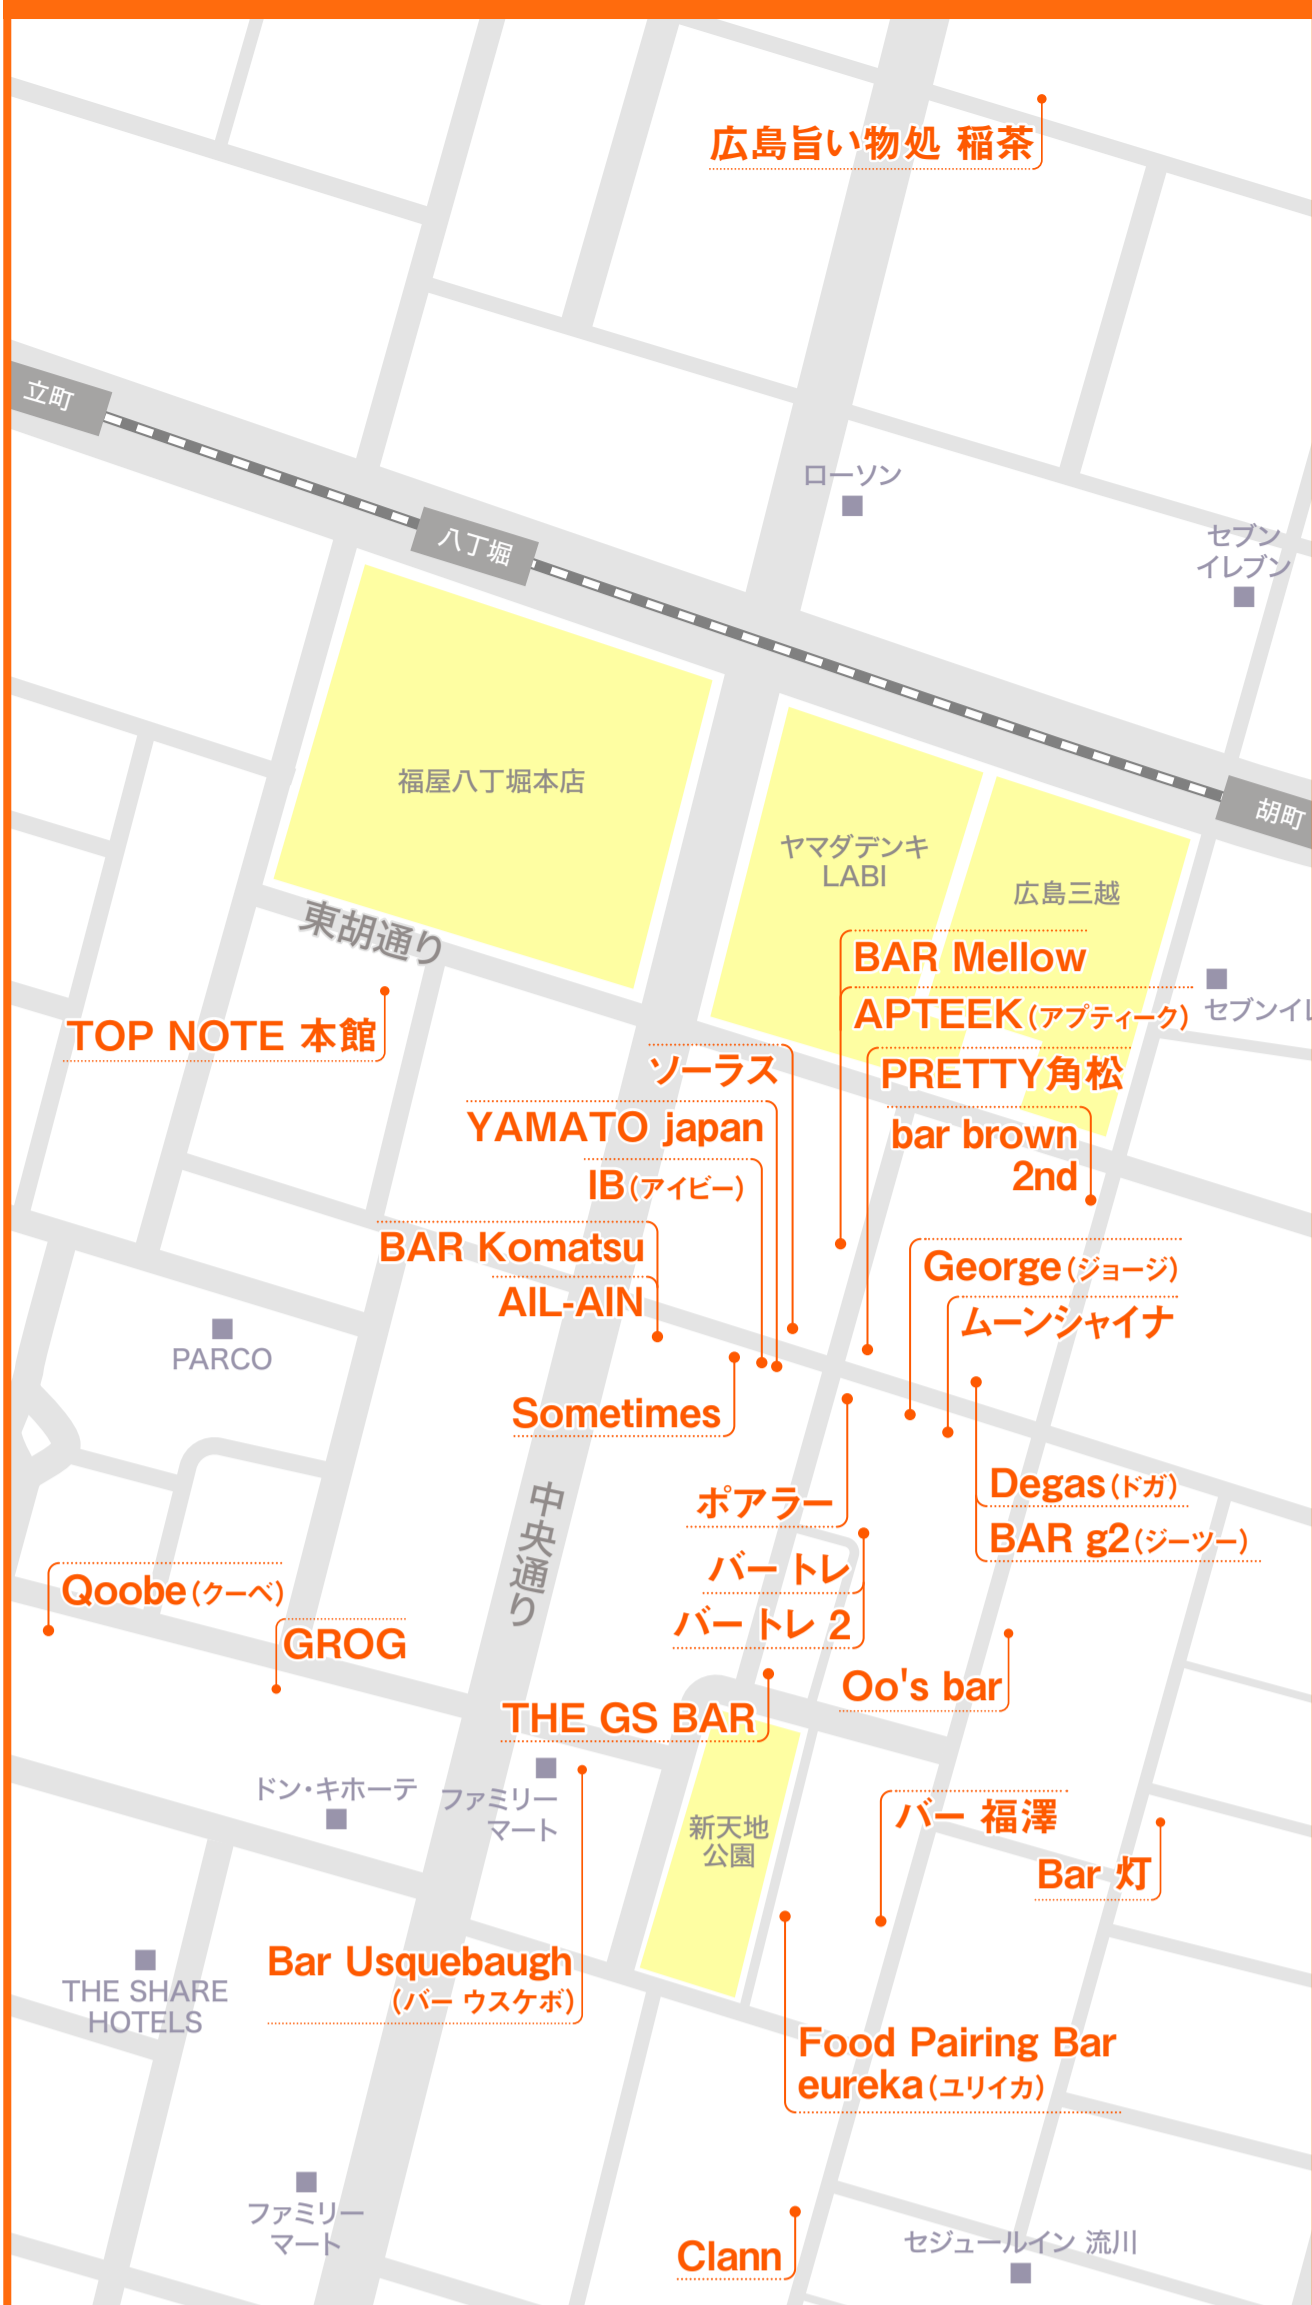 広島旨い物処 稲茶
立町
ローソン
八丁堀
セブン
イレブン
福屋八丁堀本店
胡町
ヤマダデンキ
LABI
広島三越
東胡通り
BAR Mellow
セブンイレ
TOP NOTE 本館
APTEEK(アプティーク)
ソーラス
PRETTY角松
YAMATO japan
bar brown
2nd
IB(アイビー)
BAR Komatsu
George(ジョージ)
AIL-AIN
ムーンシャイナ
PARCO
Sometimes
中央通り
ポアラー
Degas(ドガ)
BAR g2(ジーツー)
バー トレ
Qoobe(クーベ)
バー トレ 2
GROG
Oo's bar
THE GS BAR
ドン・キホーテ
ファミリー
マート
新天地
公園
バー 福澤
Bar 灯
Bar Usquebaugh
(バー ウスケボ)
THE SHARE
HOTELS
Food Pairing Bar
eureka(ユリイカ)
ファミリー
マート
Clann
セジュールイン 流川